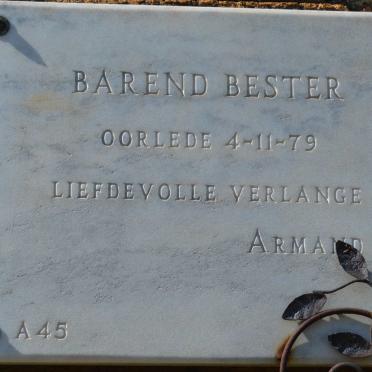 BAREND BESTER
OORLEDE 4-11-79
LIEFDEVOLLE VERLANGE
ARMAND
A45